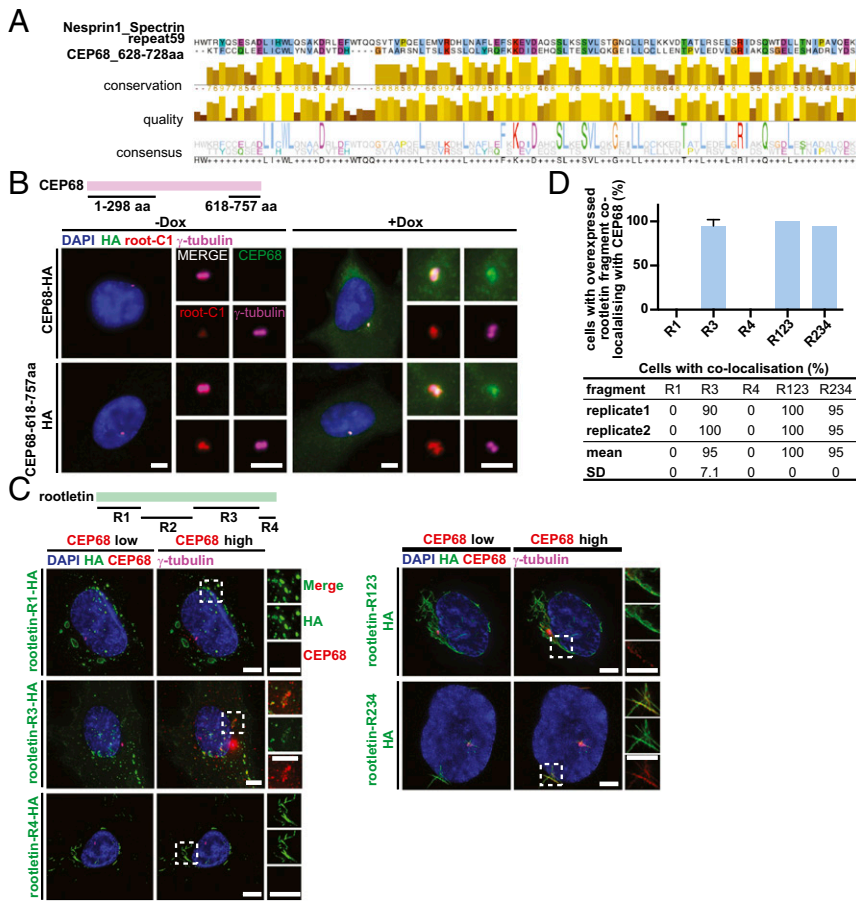 A
Nesprin1_Spectrin
repeat59
CEP68_628-728aa
conservation
quality
consensus
B
CEP68
1-298 aa
618-757 aa
-Dox
+Dox
DAPI HA root-C1 γ-tubulin
MERGE
CEP68
root-C1
γ-tubulin
CEP68-HA
CEP68-618-757aa
HA
C
rootletin
R1
R2
R3
R4
CEP68 low
CEP68 high
DAPI HA CEP68 γ-tubulin
rootletin-R1-HA
Merge
HA
CEP68
rootletin-R3-HA
rootletin-R4-HA
CEP68 low
CEP68 high
DAPI HA CEP68 γ-tubulin
rootletin-R123
HA
rootletin-R234
HA
D
cells with overexpressed
rootletin fragment co-
localalising with CEP68 (%)
100
50
0
R1
R3
R4
R123
R234
Cells with co-localisation (%)
fragment R1 R3 R4 R123 R234
replicate1 0 90 0 100 95
replicate2 0 100 0 100 95
mean 0 95 0 100 95
SD 0 7.1 0 0 0